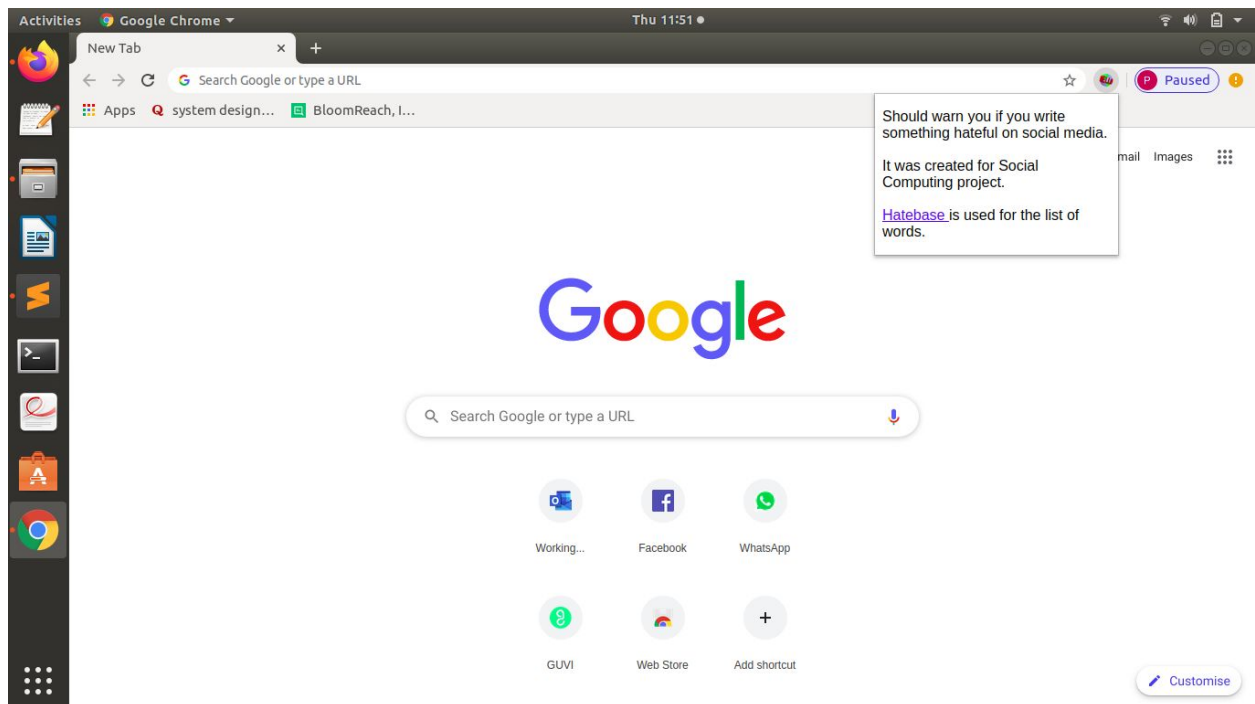 Activities Google Chrome Thu 11:51
New Tab
Search Google or type a URL
P Paused
Apps system design... BloomReach, I...
Should warn you if you write
something hateful on social media.
It was created for Social
Computing project.
Hatebase is used for the list of
words.
mail Images
Google
Search Google or type a URL
Working... Facebook WhatsApp
GUVI Web Store Add shortcut
Customise